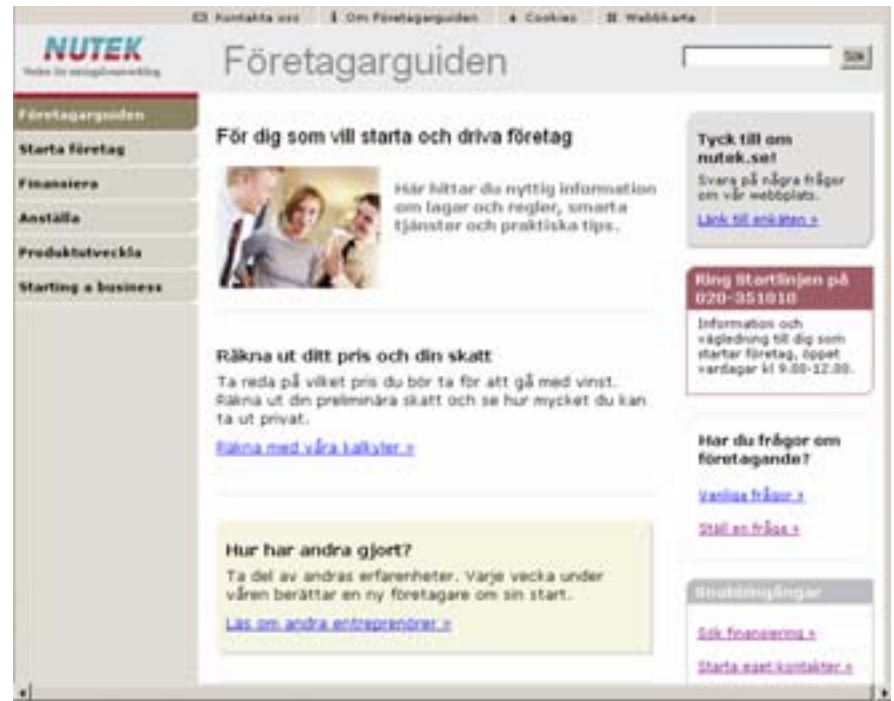 Kontakta oss
Om Företagarguiden
Cookies
Webbkarta
NUTEK
Företagarguiden
Sök
Företagarguiden
Starta företag
Finansiera
Anställa
Produktutveckla
Starting a business
För dig som vill starta och driva företag
Här hittar du nyttig information
om lagar och regler, smarta
tjänster och praktiska tips.
Räkna ut ditt pris och din skatt
Ta reda på vilket pris du bör ta för att gå med vinst.
Räkna ut din preliminära skatt och se hur mycket du kan
ta ut privat.
Räkna med våra kalkyler »
Hur har andra gjort?
Ta del av andras erfarenheter. Varje vecka under
våren berättar en ny företagare om sin start.
Läs om andra entreprenörer »
Tyck till om
nutek.se!
Svara på några frågor
om vår webbplats.
Länk till enkäten »
Ring Startlinjen på
020-351010
Information och
vägledning till dig som
startar företag, öppet
vardagar kl 9.00-12.00.
Har du frågor om
företagande?
Vanliga frågor »
Ställ en fråga »
Snabbingångar
Sök finansiering »
Starta eget-kontakter »